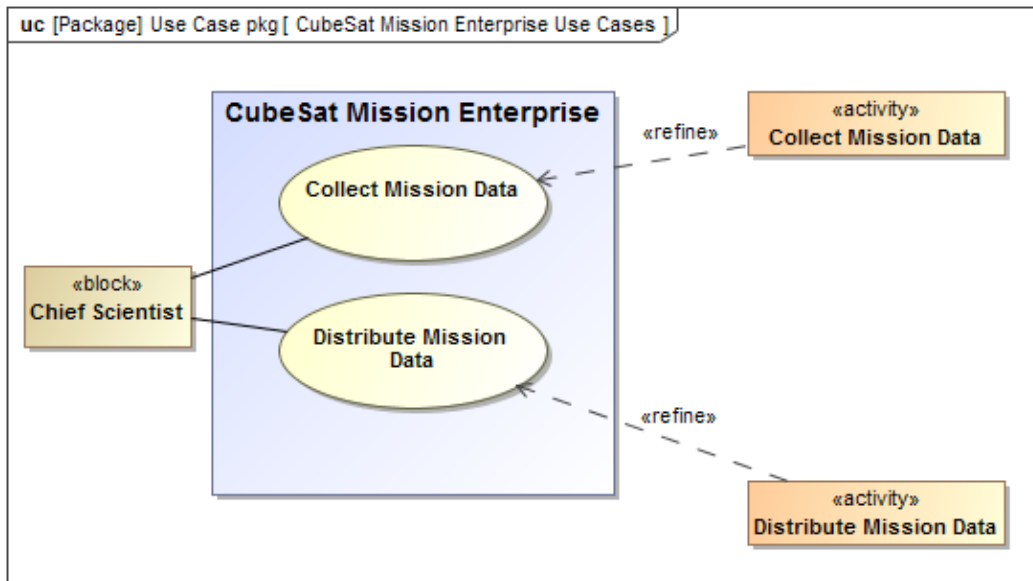 uc [Package] Use Case pkg [ CubeSat Mission Enterprise Use Cases ]
CubeSat Mission Enterprise
«activity»
Collect Mission Data
«refine»
Collect Mission Data
«block»
Chief Scientist
Distribute Mission
Data
«refine»
«activity»
Distribute Mission Data